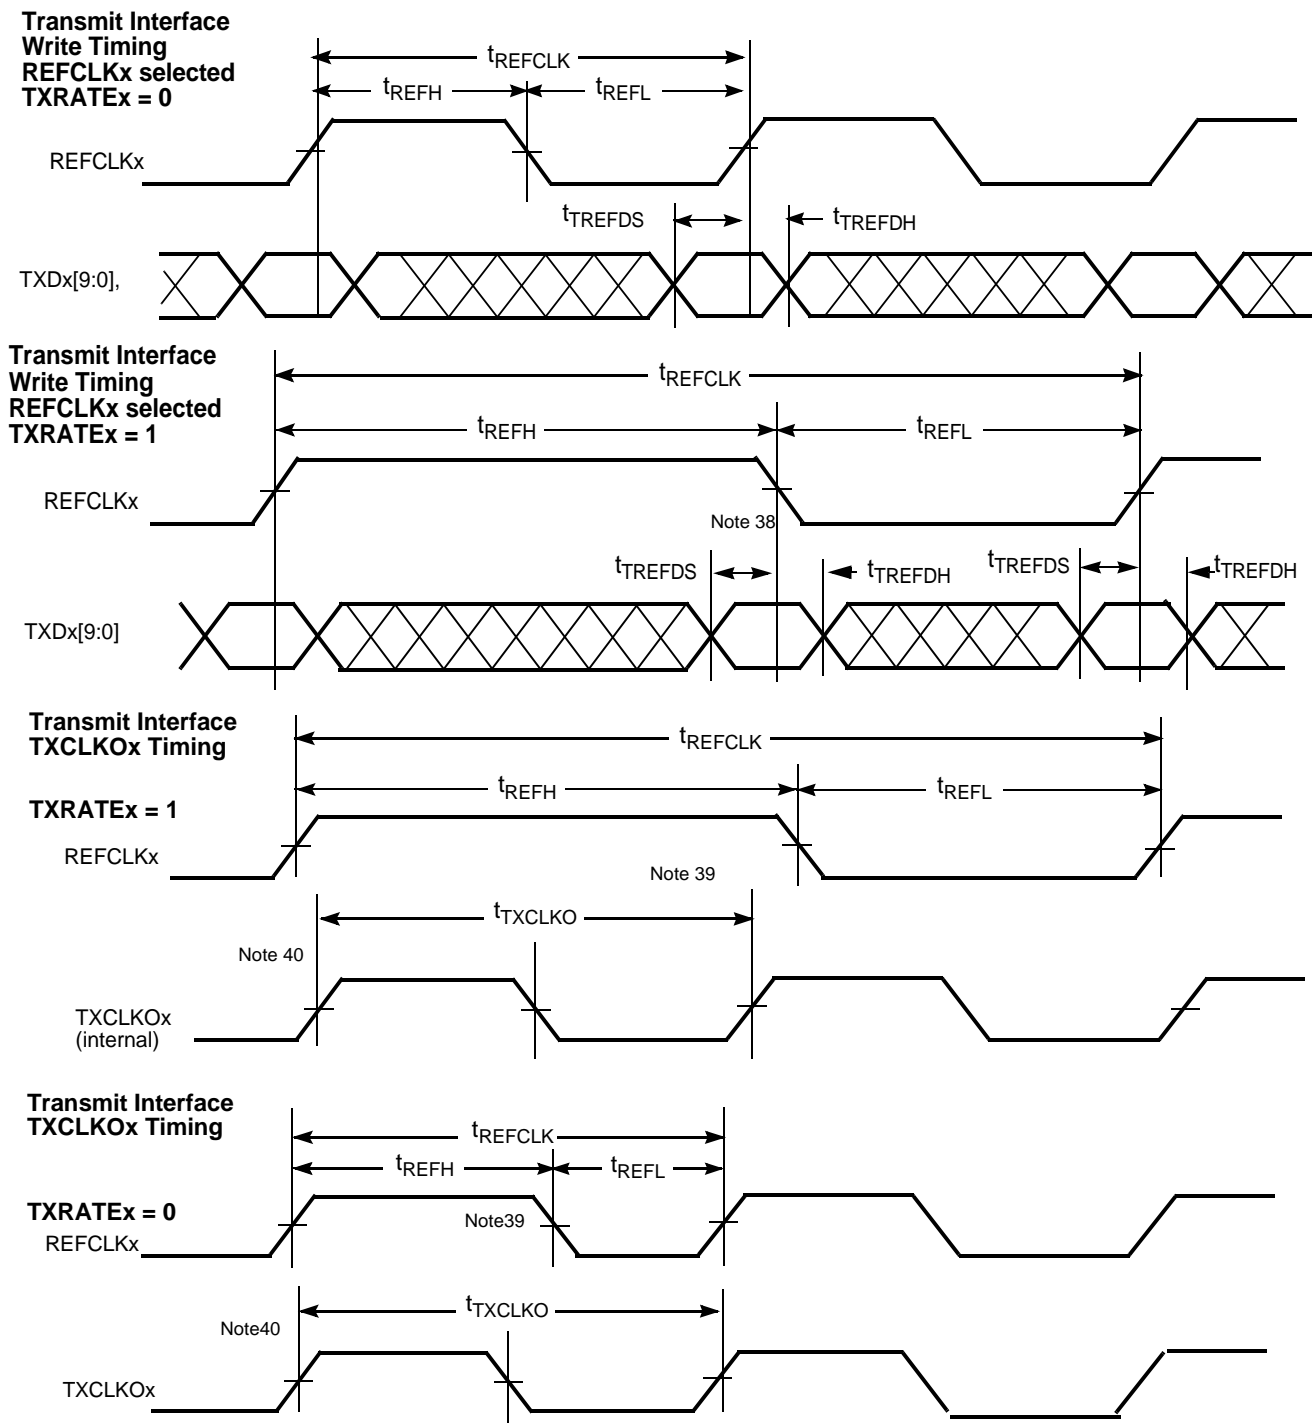 Transmit Interface
Write Timing
REFCLKx selected
TXRATEx = 0
tREFCLK
tREFH
tREFL
REFCLKx
tTREFDS
tTREFDH
TXDx[9:0],
Transmit Interface
Write Timing
REFCLKx selected
TXRATEx = 1
tREFCLK
tREFH
tREFL
REFCLKx
Note 38
tTREFDS
tTREFDH
tTREFDS
tTREFDH
TXDx[9:0]
Transmit Interface
TXCLKOx Timing
tREFCLK
tREFH
tREFL
TXRATEx = 1
REFCLKx
Note 39
tTXCLKO
Note 40
TXCLKOx
(internal)
Transmit Interface
TXCLKOx Timing
tREFCLK
tREFH
tREFL
TXRATEx = 0
Note39
REFCLKx
tTXCLKO
Note40
TXCLKOx